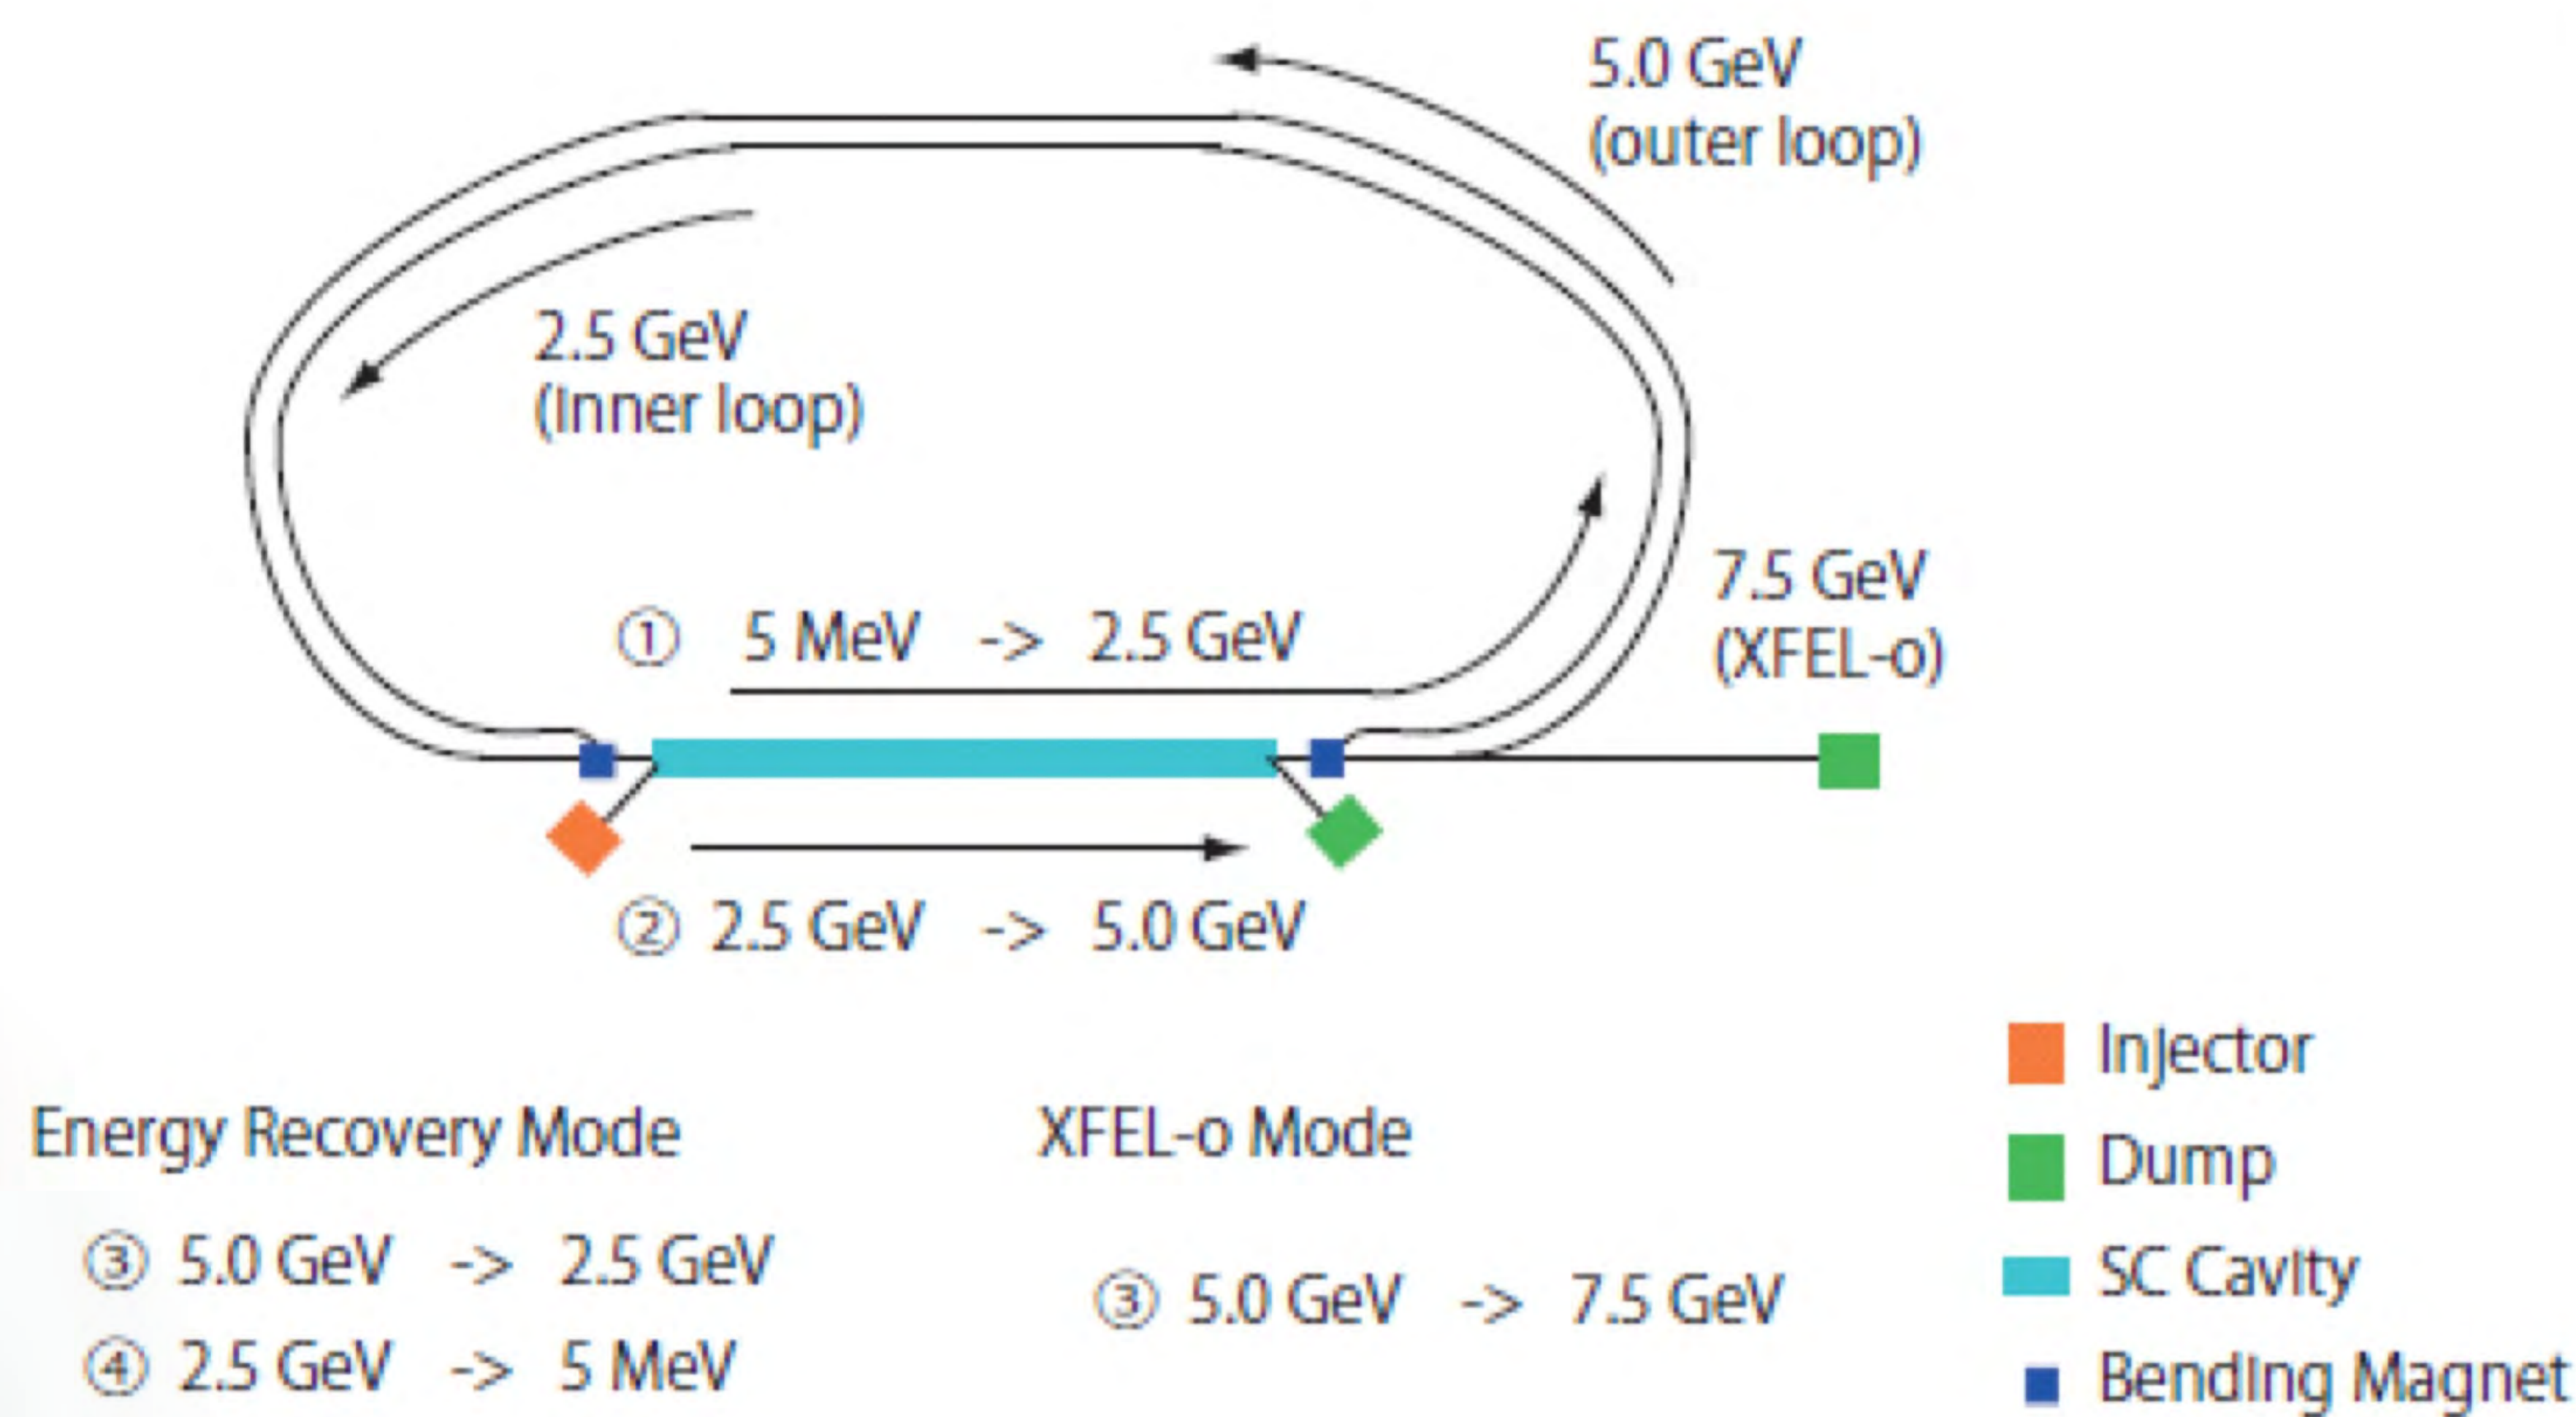 5.0 GeV
(outer loop)
2.5 GeV
(Inner loop)
7.5 GeV
(XFEL-o)
① 5 MeV -> 2.5 GeV
② 2.5 GeV -> 5.0 GeV
Energy Recovery Mode
③ 5.0 GeV -> 2.5 GeV
④ 2.5 GeV -> 5 MeV
XFEL-o Mode
③ 5.0 GeV -> 7.5 GeV
Injector
Dump
SC Cavity
Bending Magnet